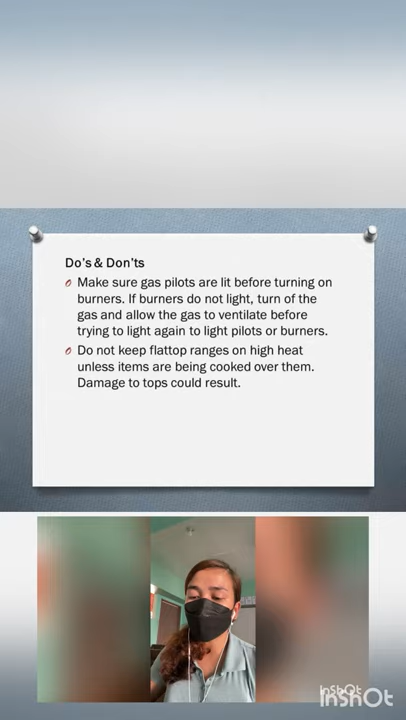 Do's & Don'ts
Make sure gas pilots are lit before turning on
burners. If burners do not light, turn of the
gas and allow the gas to ventilate before
trying to light again to light pilots or burners.
Do not keep flattop ranges on high heat
unless items are being cooked over them.
Damage to tops could result.
InShOt
InShOt